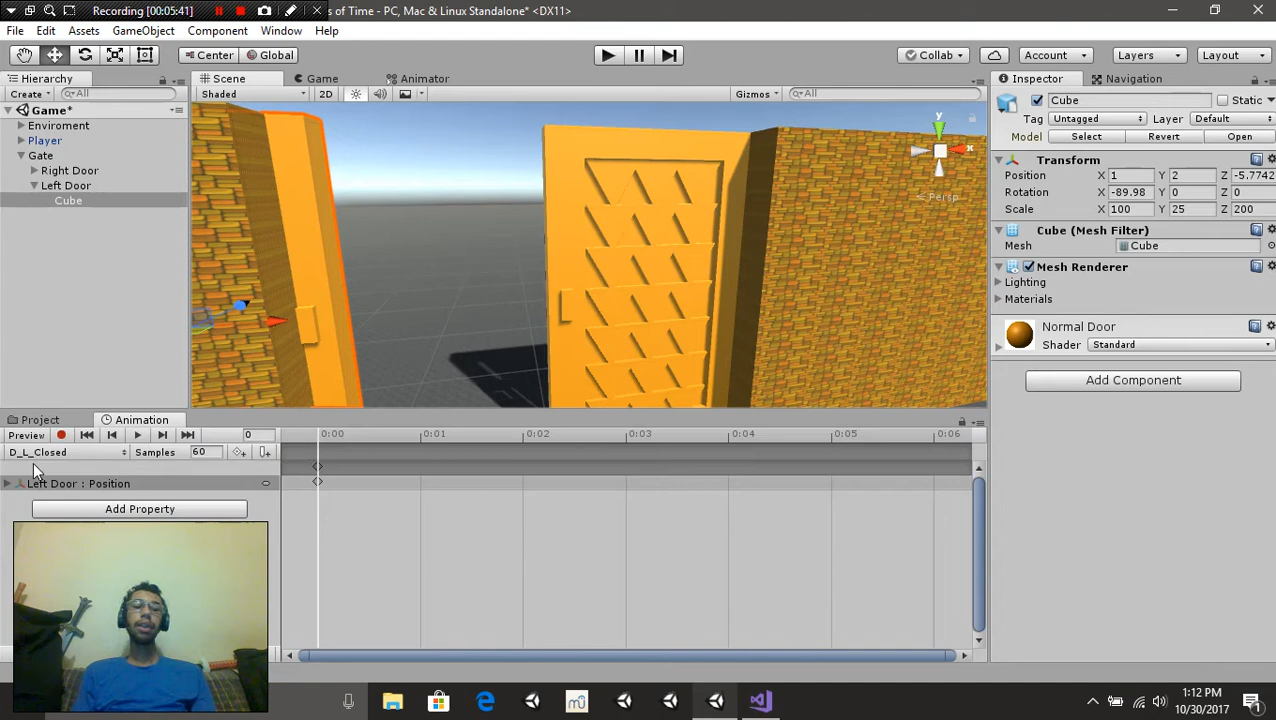 Recording [00:05:41]
s of Time - PC, Mac & Linux Standalone* <DX11>
File Edit Assets GameObject Component Window Help
Center Global Collab Account Layers Layout
Hierarchy Scene Game Animator Inspector Navigation
Create All Shaded 2D Gizmos All Cube Static
Game* Tag Untagged Layer Default
Enviroment Model Select Revert Open
Player
Gate Transform
Right Door Position X 1 Y 2 Z -5.7742
Left Door Rotation X -89.98 Y 0 Z 0
Cube Scale X 100 Y 25 Z 200
y x
< Persp
Cube (Mesh Filter)
Mesh Cube
Mesh Renderer
Lighting
Materials
Normal Door
Shader Standard
Add Component
Project Animation
Preview 0 0:00 0:01 0:02 0:03 0:04 0:05 0:06
D_L_Closed Samples 60
Left Door : Position
Add Property
1:12 PM
10/30/2017